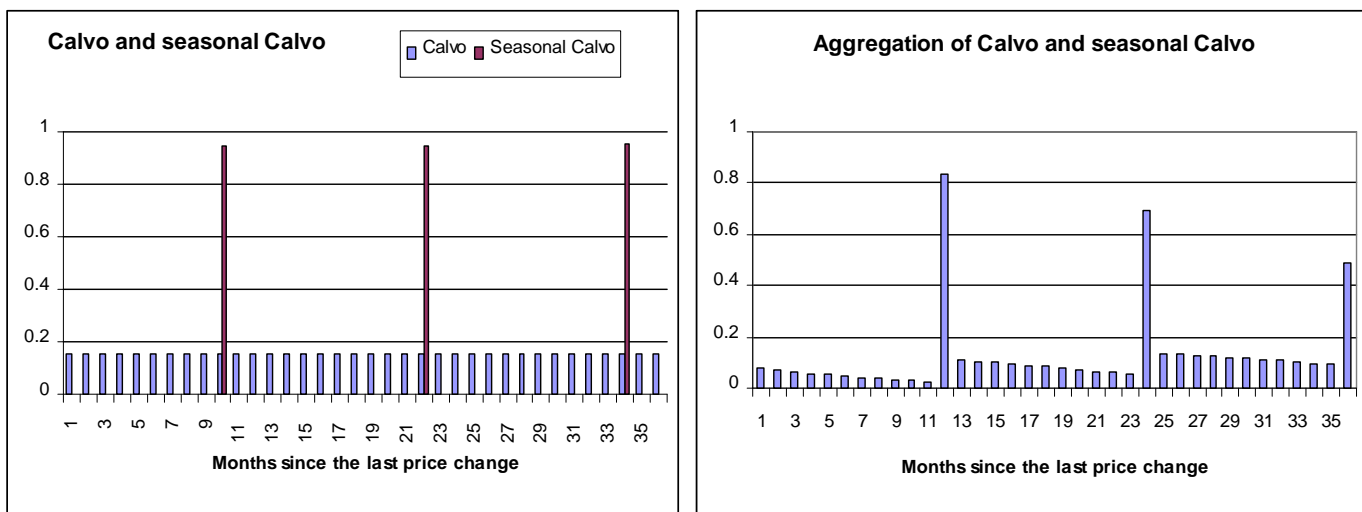 Calvo and seasonal Calvo
Calvo Seasonal Calvo
1
0.8
0.6
0.4
0.2
0
1 3 5 7 9 11 13 15 17 19 21 23 25 27 29 31 33 35
Months since the last price change
Aggregation of Calvo and seasonal Calvo
1
0.8
0.6
0.4
0.2
0
1 3 5 7 9 11 13 15 17 19 21 23 25 27 29 31 33 35
Months since the last price change